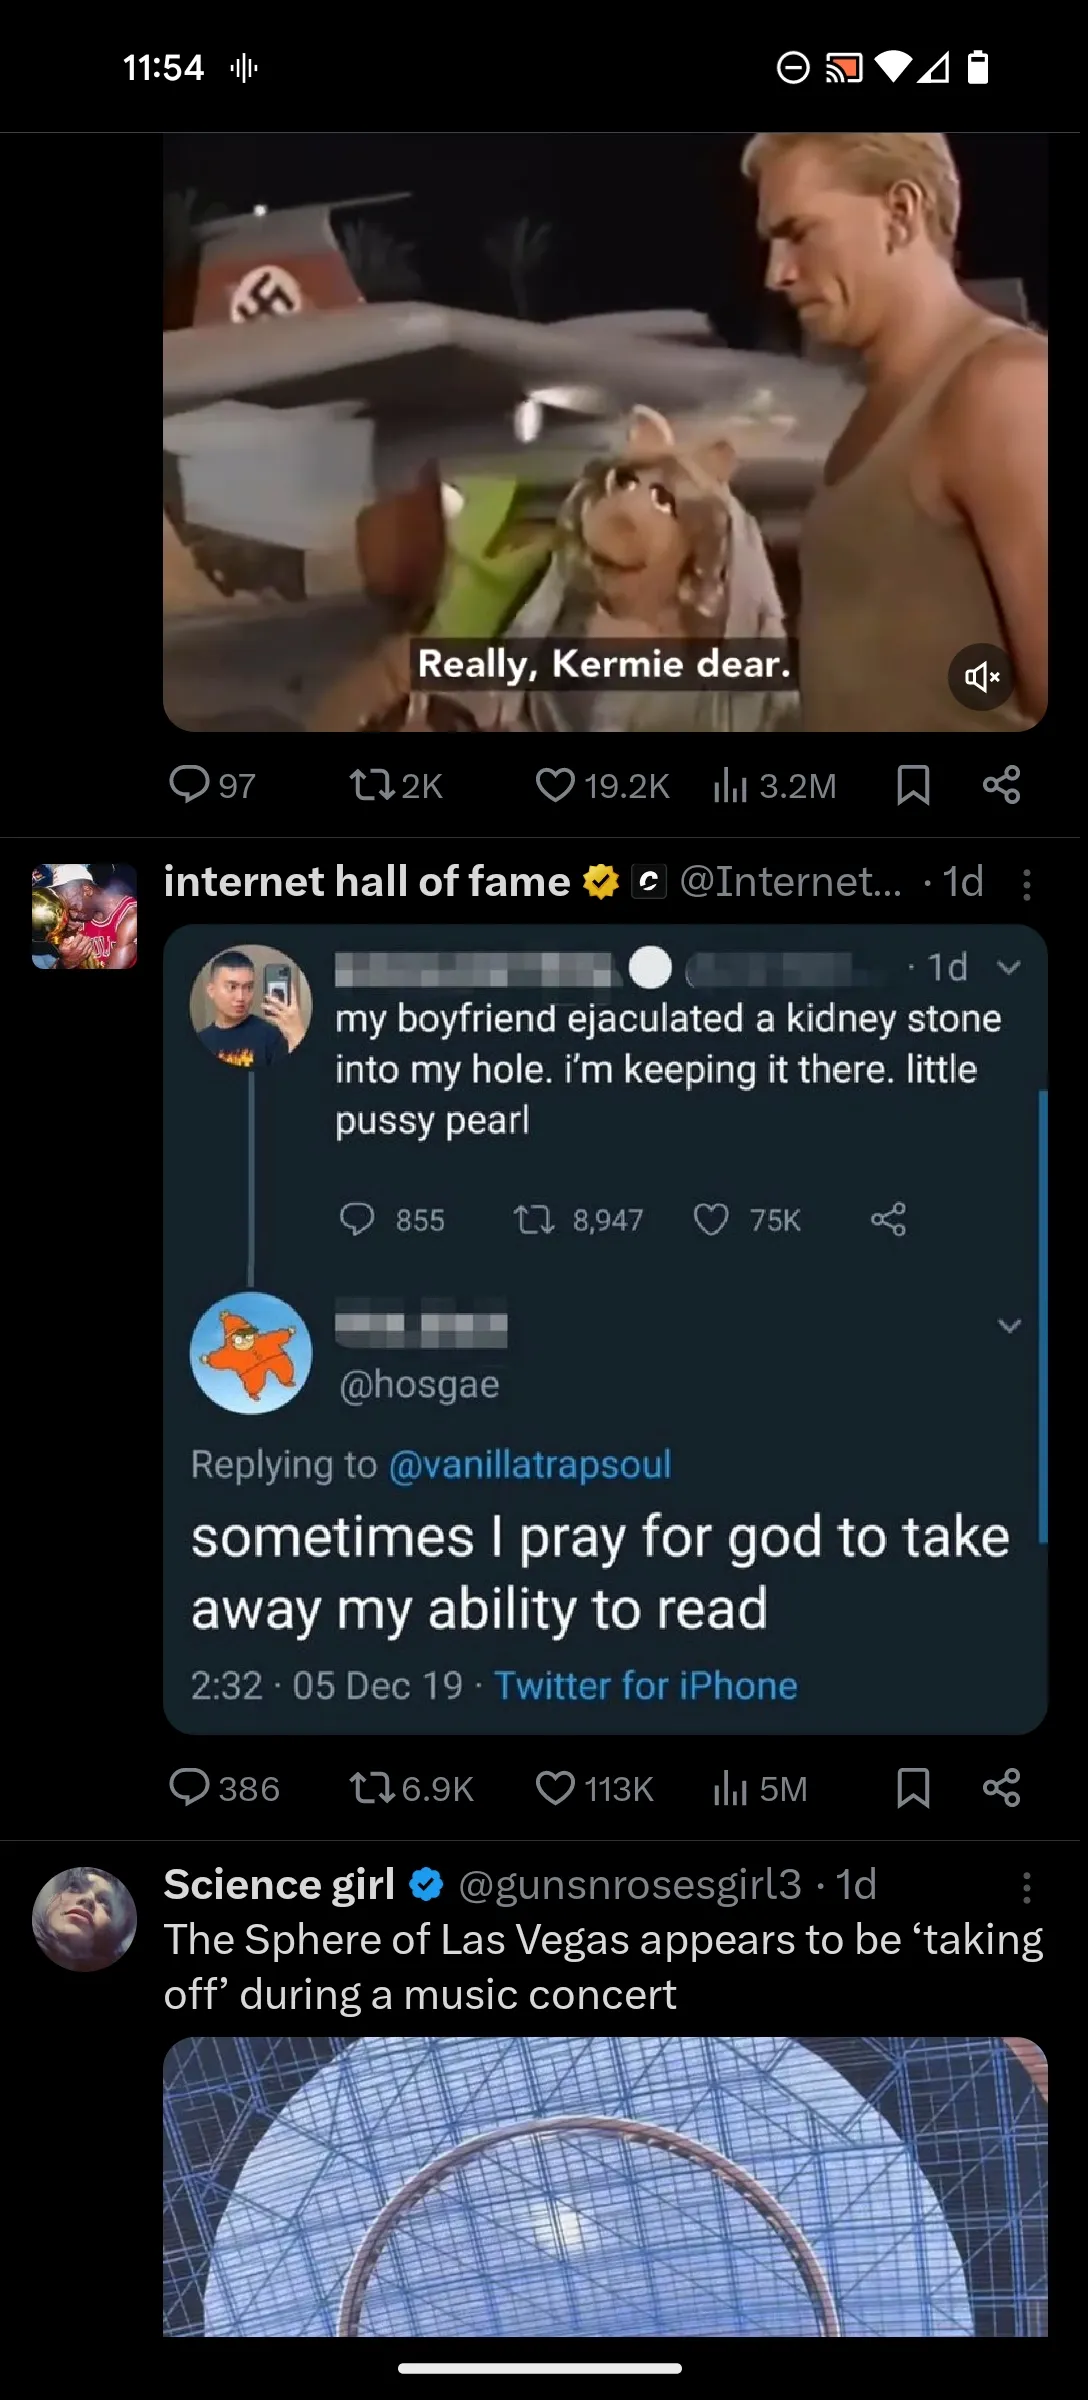 11:54
Really, Kermie dear.
97 2K 19.2K 3.2M
internet hall of fame @Internet... · 1d
· 1d
my boyfriend ejaculated a kidney stone
into my hole. i'm keeping it there. little
pussy pearl
855 8,947 75K
@hosgae
Replying to @vanillatrapsoul
sometimes I pray for god to take
away my ability to read
2:32 · 05 Dec 19 · Twitter for iPhone
386 6.9K 113K 5M
Science girl @gunsnrosesgirl3 · 1d
The Sphere of Las Vegas appears to be ‘taking
off’ during a music concert